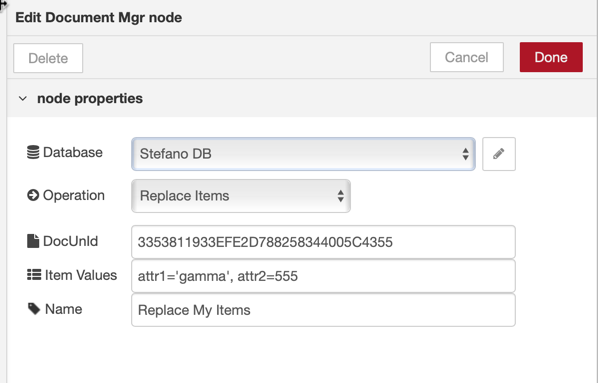 Edit Document Mgr node
Delete Cancel Done
node properties
Database Stefano DB
Operation Replace Items
DocUnId 3353811933EFE2D788258344005C4355
Item Values attr1='gamma', attr2=555
Name Replace My Items